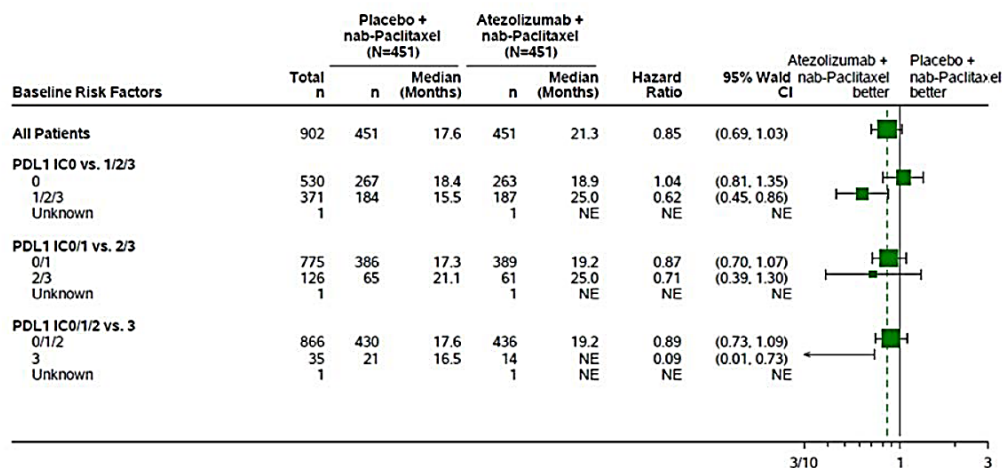 Placebo + nab-Paclitaxel (N=451) Atezolizumab + nab-Paclitaxel (N=451)
Baseline Risk Factors Total n n Median (Months) n Median (Months) Hazard Ratio 95% Wald CI Atezolizumab + nab-Paclitaxel better Placebo + nab-Paclitaxel better
All Patients 902 451 17.6 451 21.3 0.85 (0.69, 1.03)
PDL1 IC0 vs. 1/2/3
0 530 267 18.4 263 18.9 1.04 (0.81, 1.35)
1/2/3 371 184 15.5 187 25.0 0.62 (0.45, 0.86)
Unknown 1 1 NE NE NE
PDL1 IC0/1 vs. 2/3
0/1 775 386 17.3 389 19.2 0.87 (0.70, 1.07)
2/3 126 65 21.1 61 25.0 0.71 (0.39, 1.30)
Unknown 1 1 NE NE NE
PDL1 IC0/1/2 vs. 3
0/1/2 866 430 17.6 436 19.2 0.89 (0.73, 1.09)
3 35 21 16.5 14 NE 0.09 (0.01, 0.73)
Unknown 1 1 NE NE NE
3/10 1 3